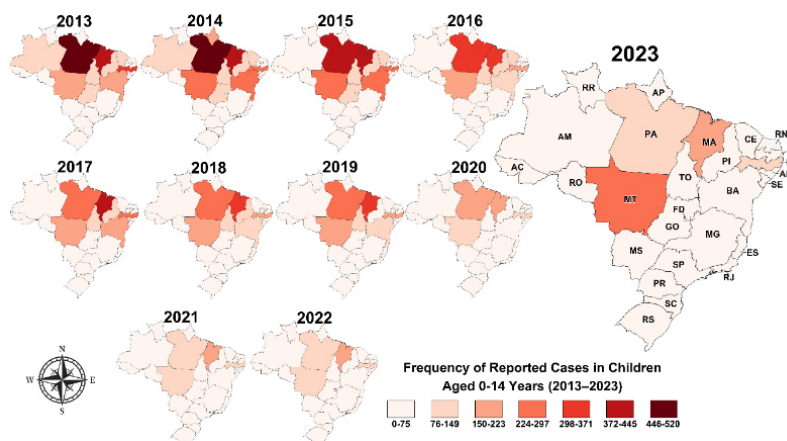 2013
2014
2015
2016
2023
RR
AP
AM
PA
MA
CE
RN
PI
AC
RO
TO
SE
BA
MT
FD
GO
MG
MS
ES
SP
RJ
PR
SC
RS
2017
2018
2019
2020
2021
2022
N
W
E
S
Frequency of Reported Cases in Children
Aged 0-14 Years (2013–2023)
0-75
76-149
150-223
224-297
298-371
372-445
446-520